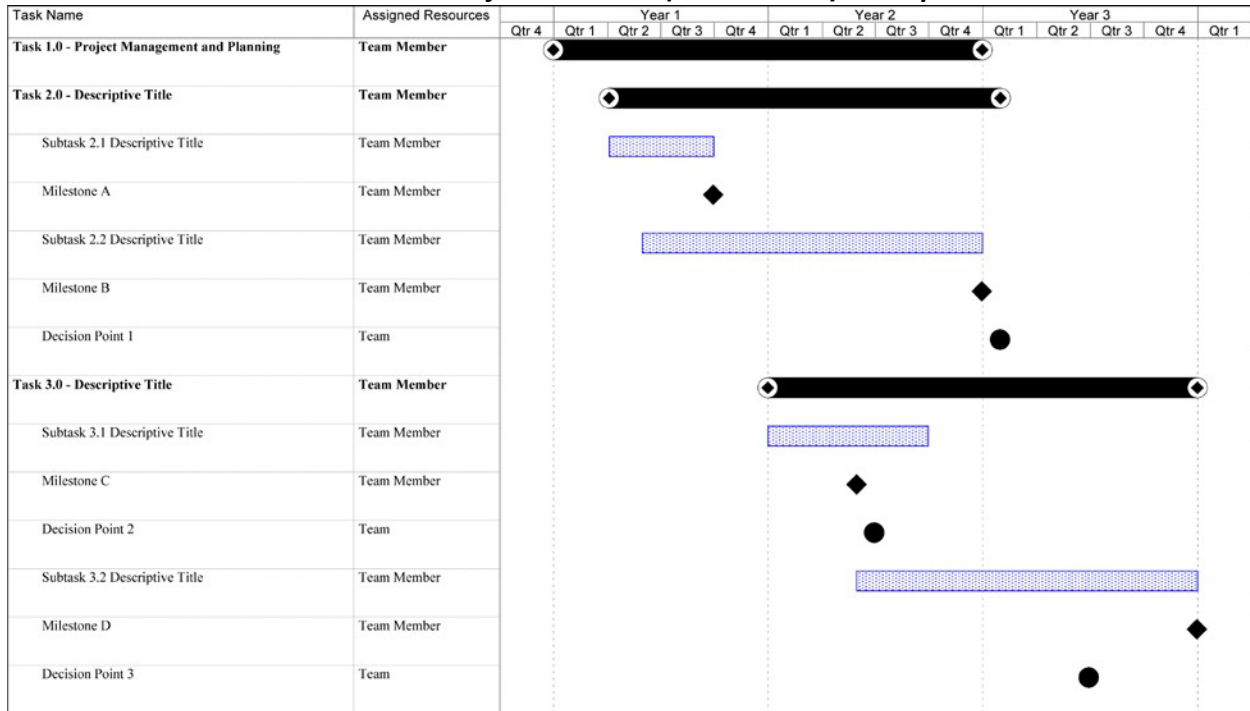 Task Name Assigned Resources Year 1 Year 2 Year 3
Qtr 4 Qtr 1 Qtr 2 Qtr 3 Qtr 4 Qtr 1 Qtr 2 Qtr 3 Qtr 4 Qtr 1 Qtr 2 Qtr 3 Qtr 4 Qtr 1
Task 1.0 - Project Management and Planning Team Member
Task 2.0 - Descriptive Title Team Member
Subtask 2.1 Descriptive Title Team Member
Milestone A Team Member
Subtask 2.2 Descriptive Title Team Member
Milestone B Team Member
Decision Point 1 Team
Task 3.0 - Descriptive Title Team Member
Subtask 3.1 Descriptive Title Team Member
Milestone C Team Member
Decision Point 2 Team
Subtask 3.2 Descriptive Title Team Member
Milestone D Team Member
Decision Point 3 Team